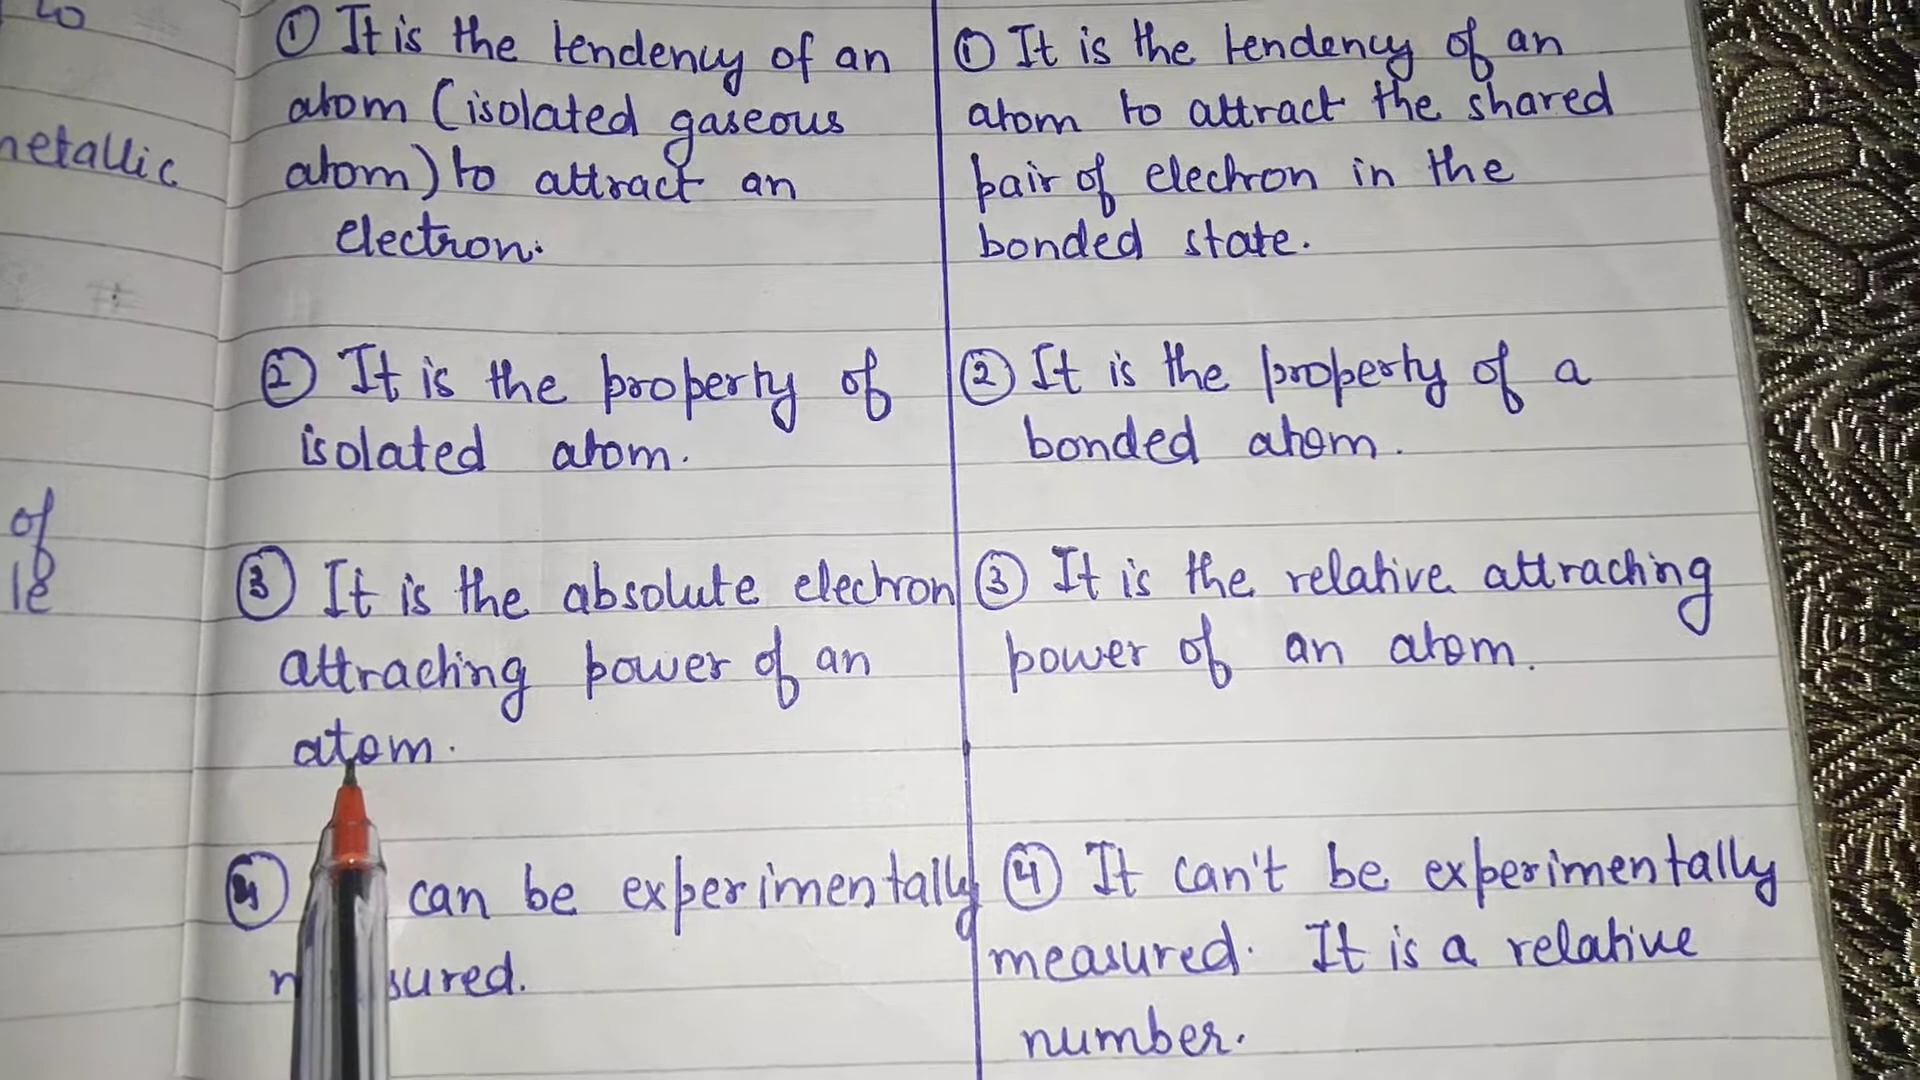 netallic
of
le
① It is the tendency of an
atom (isolated gaseous
atom) to attract an
electron.
② It is the property of
isolated atom.
③ It is the absolute electron
attracting power of an
atom.
④ can be experimentally
sured.
① It is the tendency of an
atom to attract the shared
pair of electron in the
bonded state.
② It is the property of a
bonded atom.
③ It is the relative attracting
power of an atom.
④ It can't be experimentally
measured. It is a relative
number.